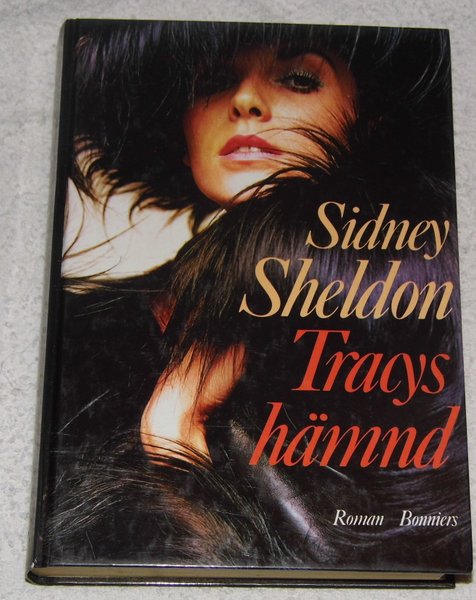 Sidney
Sheldon
Tracys
hämnd
Roman Bonniers